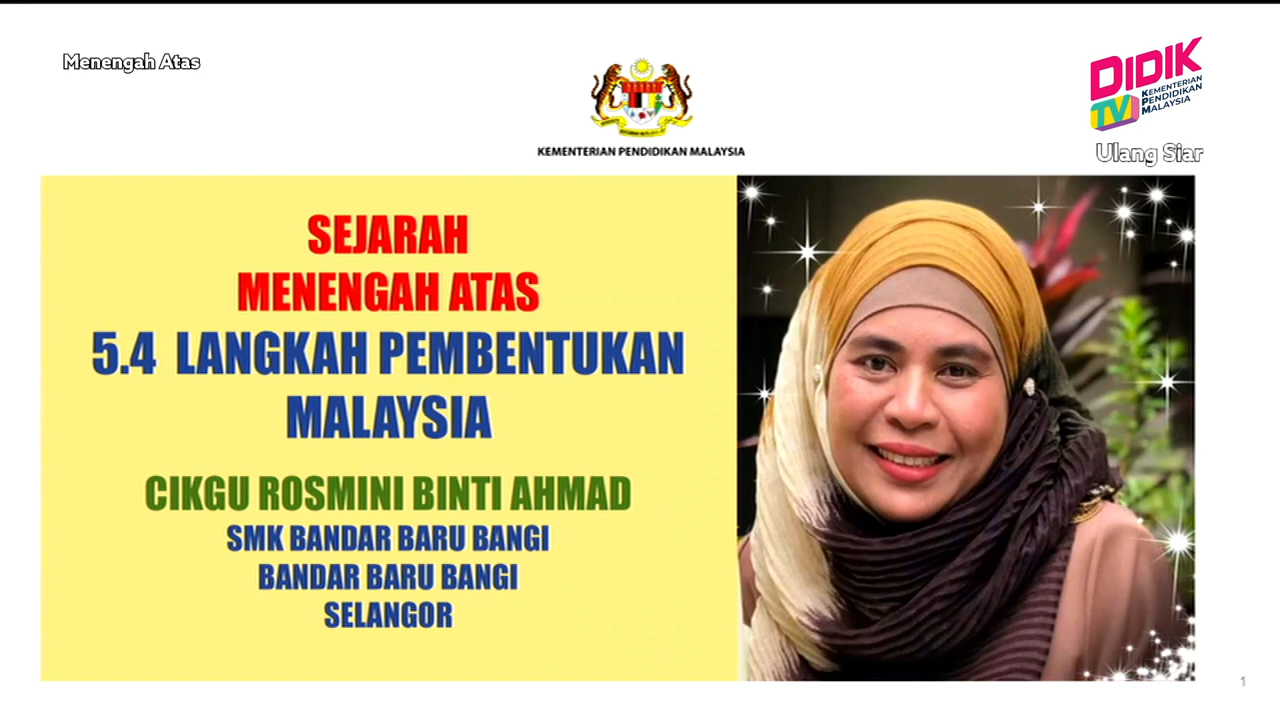 Menengah Atas
KEMENTERIAN PENDIDIKAN MALAYSIA
DIDIK
TV
KEMENTERIAN
PENDIDIKAN
MALAYSIA
Ulang Siar
SEJARAH
MENENGAH ATAS
5.4 LANGKAH PEMBENTUKAN
MALAYSIA
CIKGU ROSMINI BINTI AHMAD
SMK BANDAR BARU BANGI
BANDAR BARU BANGI
SELANGOR
1